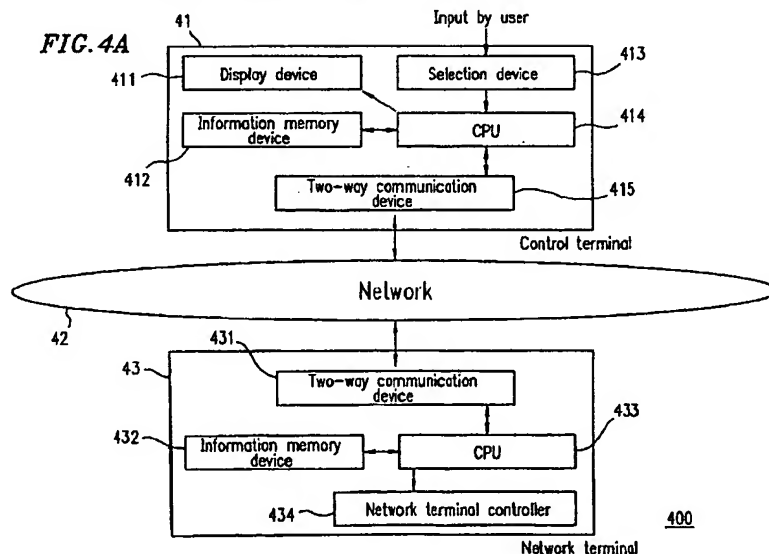 FIG. 4A
Input by user
41
411
Display device
Selection device
413
Information memory
device
412
CPU
414
Two-way communication
device
415
Control terminal
Network
42
43
431
Two-way communication
device
432
Information memory
device
CPU
433
434
Network terminal controller
400
Network terminal